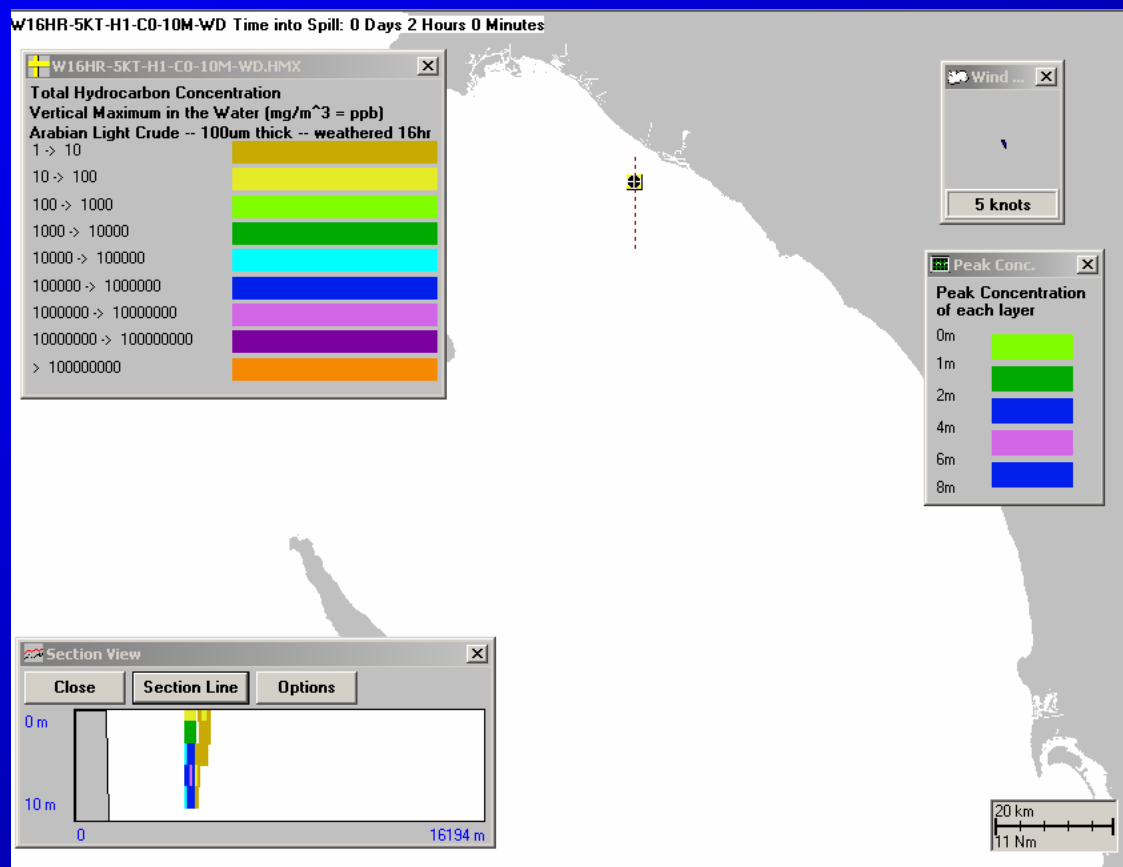 W16HR-5KT-H1-C0-10M-WD Time into Spill: 0 Days 2 Hours 0 Minutes
W16HR-5KT-H1-C0-10M-WD.HMX
Total Hydrocarbon Concentration
Vertical Maximum in the Water (mg/m^3 = ppb)
Arabian Light Crude -- 100um thick -- weathered 16hr
1 -> 10
10 -> 100
100 -> 1000
1000 -> 10000
10000 -> 100000
100000 -> 1000000
1000000 -> 10000000
10000000 -> 100000000
> 100000000
Wind ...
5 knots
Peak Conc.
Peak Concentration
of each layer
0m
1m
2m
4m
6m
8m
Section View
Close Section Line Options
0 m
10 m
0 16194 m
20 km
11 Nm